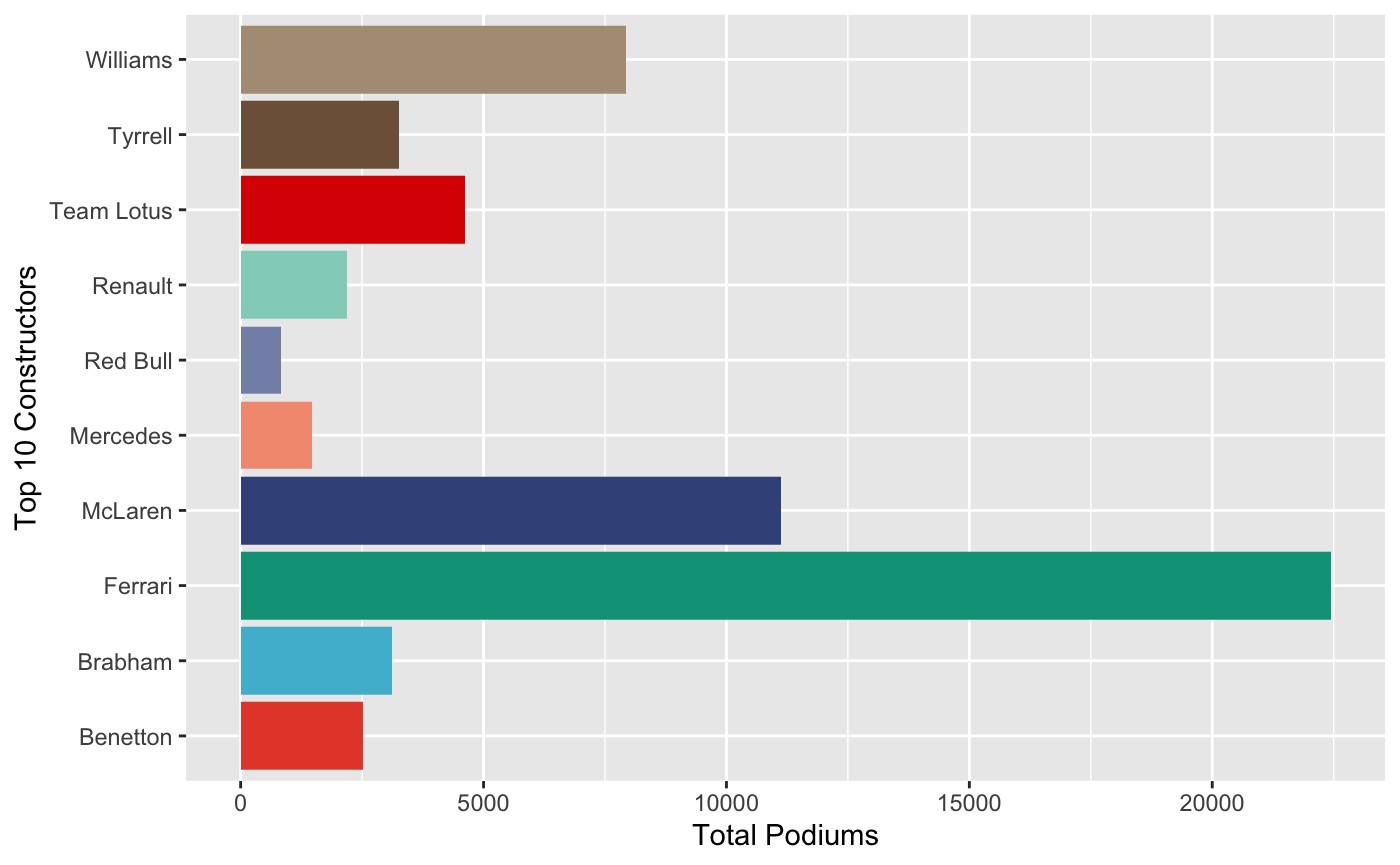 Williams
Tyrrell
Team Lotus
Renault
Red Bull
Mercedes
McLaren
Ferrari
Brabham
Benetton
Top 10 Constructors
0 5000 10000 15000 20000
Total Podiums